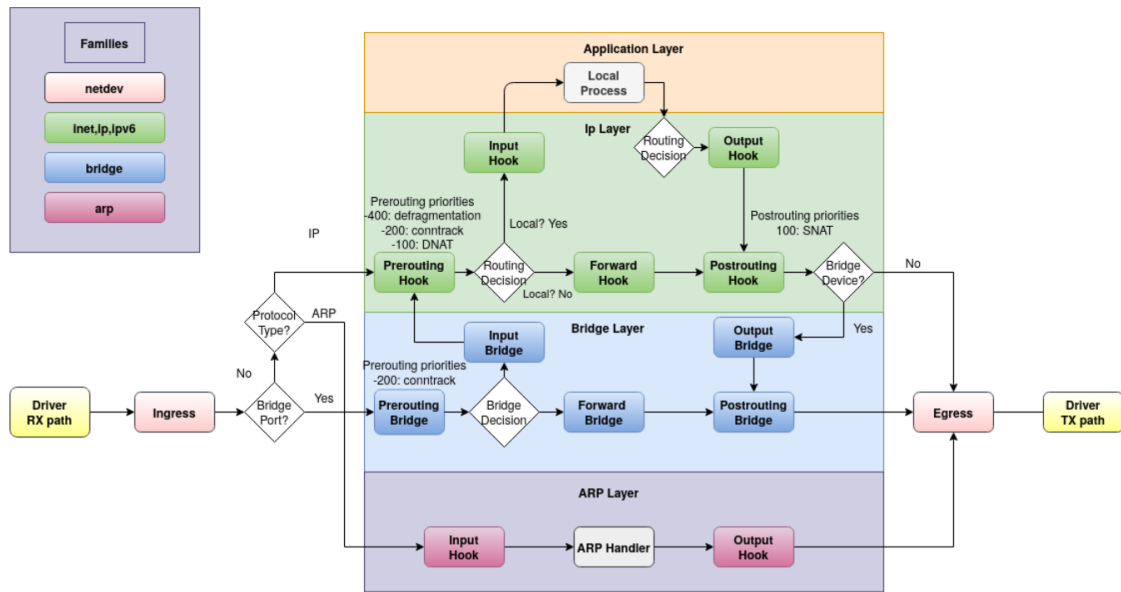 Families
netdev
inet,ip,ipv6
bridge
arp
Application Layer
Local
Process
Ip Layer
Routing
Decision
Output
Hook
Input
Hook
Prerouting priorities
-400: defragmentation
-200: conntrack
-100: DNAT
Local? Yes
Postrouting priorities
100: SNAT
IP
Prerouting
Hook
Routing
Decision
Local? No
Forward
Hook
Postrouting
Hook
Bridge
Device?
No
Yes
Protocol
Type?
ARP
Bridge Layer
Input
Bridge
Output
Bridge
Prerouting priorities
-200: conntrack
No
Yes
Driver
RX path
Ingress
Bridge
Port?
Prerouting
Bridge
Bridge
Decision
Forward
Bridge
Postrouting
Bridge
Egress
Driver
TX path
ARP Layer
Input
Hook
ARP Handler
Output
Hook